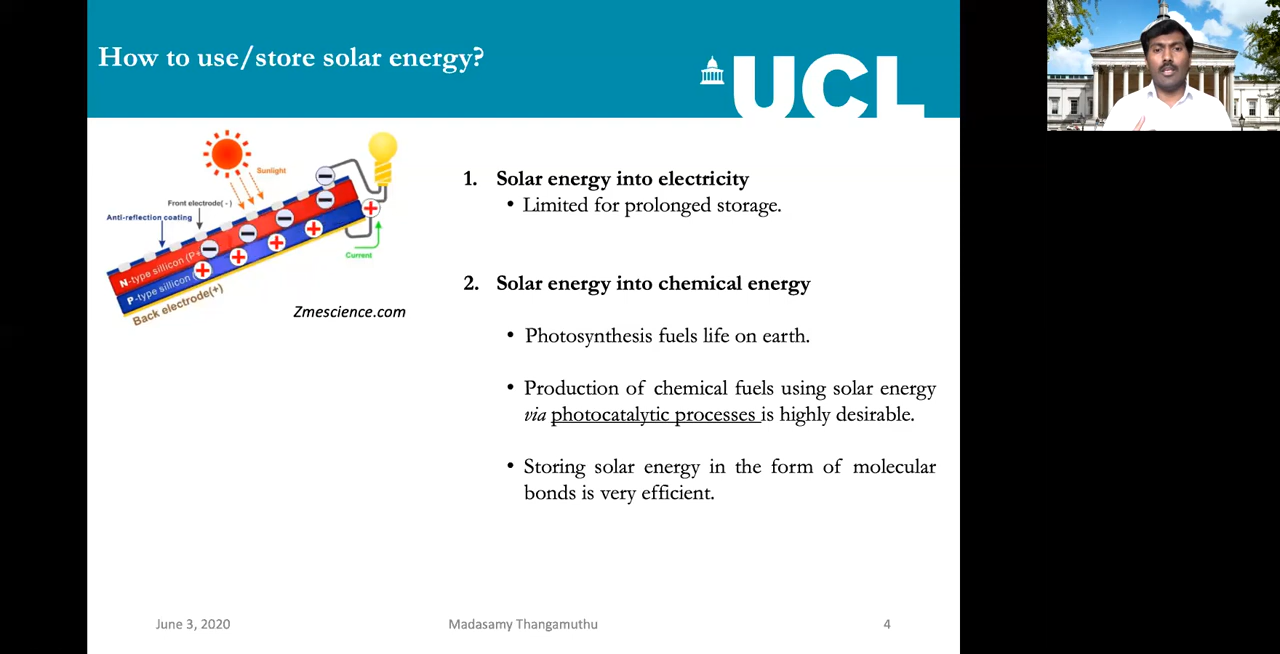 How to use/store solar energy?
UCL
Sunlight
Front electrode( - )
Anti-reflection coating
N-type sillicon (P+
P-type sillicon (
Back electrode(+)
Current
Zmescience.com
1. Solar energy into electricity
• Limited for prolonged storage.
2. Solar energy into chemical energy
• Photosynthesis fuels life on earth.
• Production of chemical fuels using solar energy
via photocatalytic processes is highly desirable.
• Storing solar energy in the form of molecular
bonds is very efficient.
June 3, 2020
Madasamy Thangamuthu
4